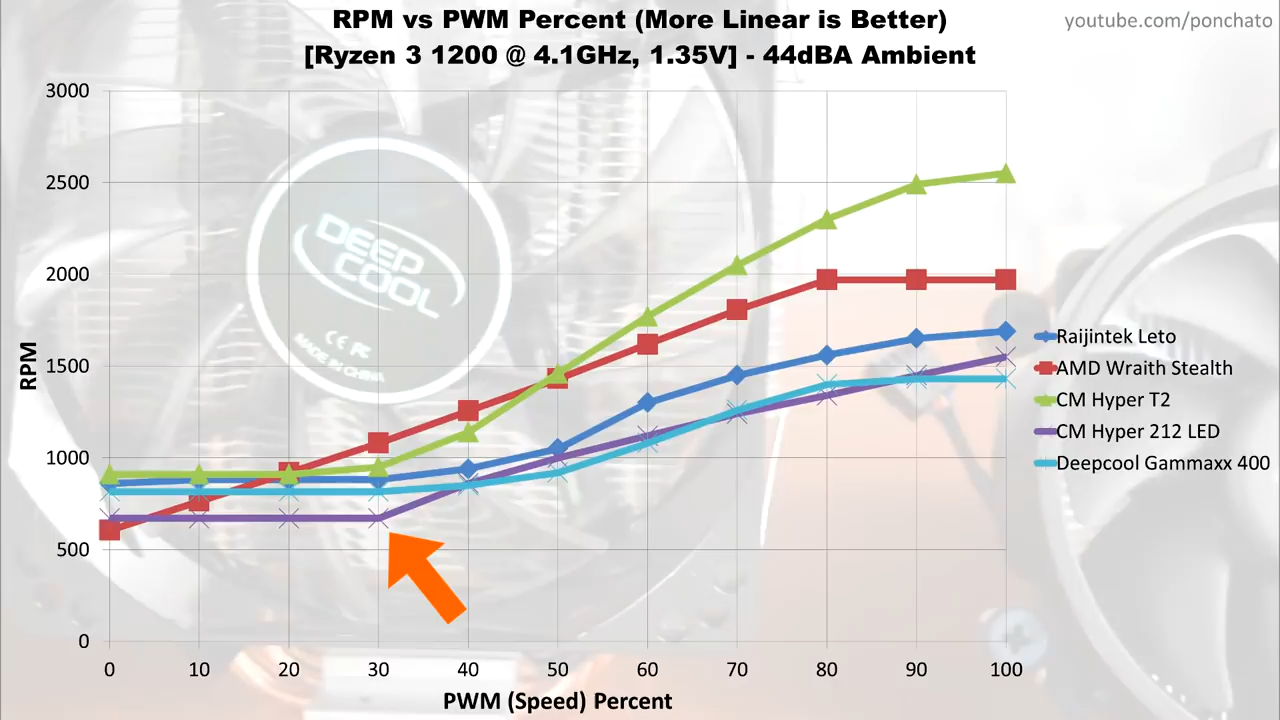 RPM vs PWM Percent (More Linear is Better)
[Ryzen 3 1200 @ 4.1GHz, 1.35V] - 44dBA Ambient
youtube.com/ponchato
3000
2500
2000
1500
1000
500
0
RPM
0 10 20 30 40 50 60 70 80 90 100
PWM (Speed) Percent
Raijintek Leto
AMD Wraith Stealth
CM Hyper T2
CM Hyper 212 LED
Deepcool Gammaxx 400
DEEP
COOL
CE FC
MADE IN CHINA